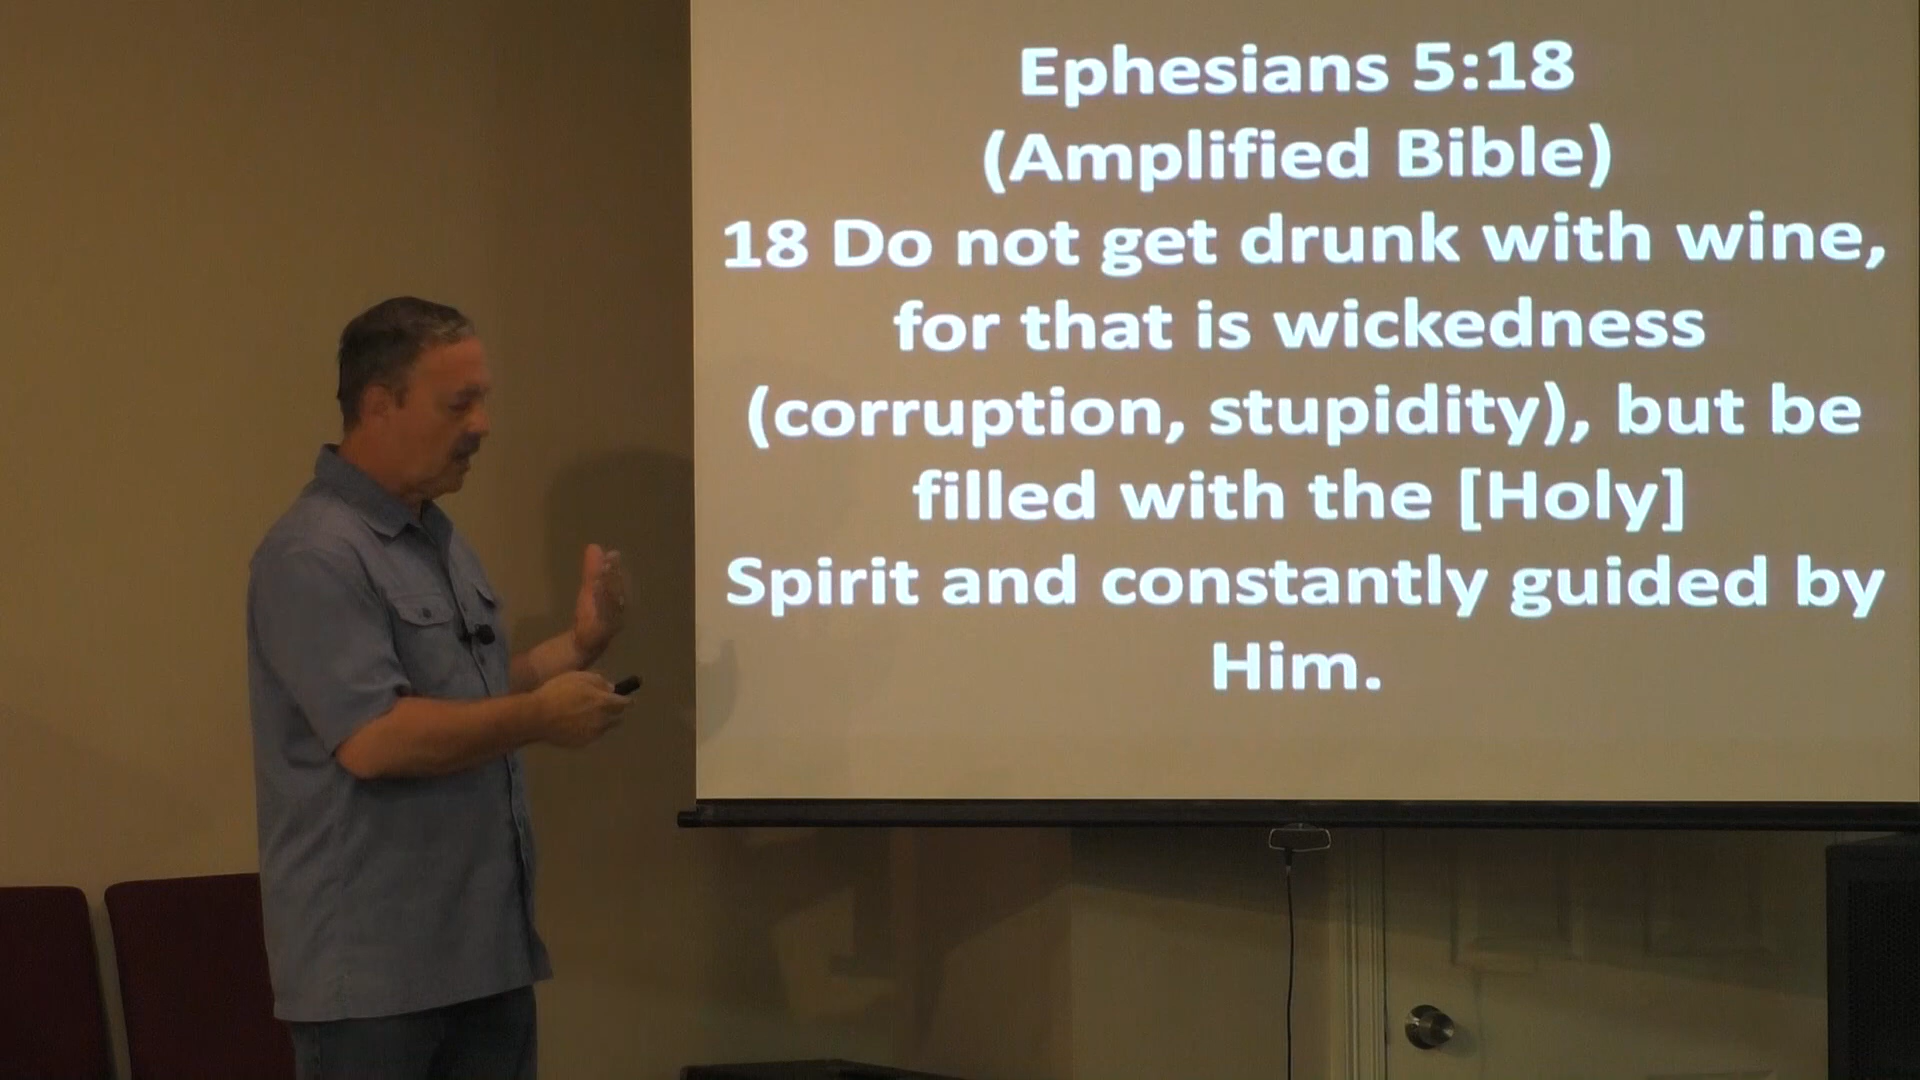 Ephesians 5:18
(Amplified Bible)
18 Do not get drunk with wine,
for that is wickedness
(corruption, stupidity), but be
filled with the [Holy]
Spirit and constantly guided by
Him.